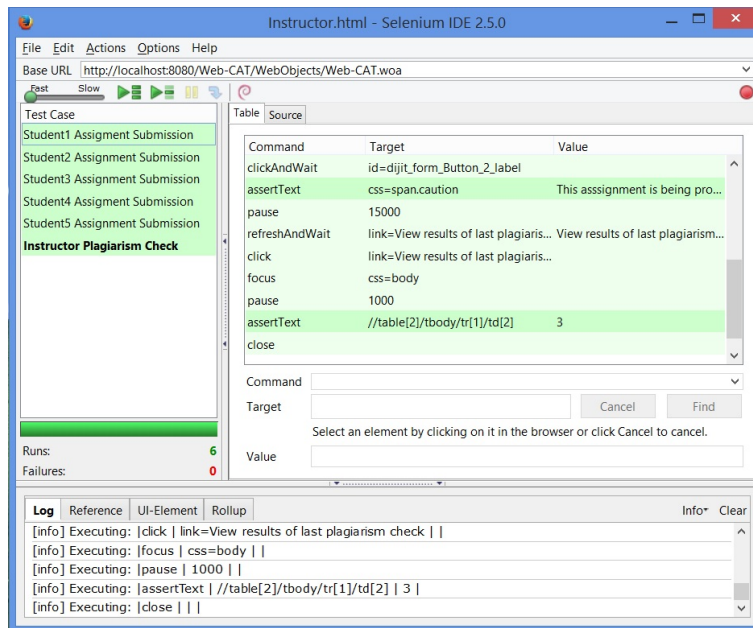 Instructor.html - Selenium IDE 2.5.0
File Edit Actions Options Help
Base URL http://localhost:8080/Web-CAT/WebObjects/Web-CAT.woa
Fast Slow
Test Case
Student1 Assigment Submission
Student2 Assignment Submission
Student3 Assignment Submission
Student4 Assigment Submission
Student5 Assignment Submission
Instructor Plagiarism Check
Runs: 6
Failures: 0
Table Source
Command Target Value
clickAndWait id=dijit_form_Button_2_label
assertText css=span.caution This asssignment is being pro...
pause 15000
refreshAndWait link=View results of last plagiaris... View results of last plagiarism...
click link=View results of last plagiaris...
focus css=body
pause 1000
assertText //table[2]/tbody/tr[1]/td[2] 3
close
Command
Target Cancel Find
Select an element by clicking on it in the browser or click Cancel to cancel.
Value
Log Reference UI-Element Rollup Info Clear
[info] Executing: |click | link=View results of last plagiarism check | |
[info] Executing: |focus | css=body | |
[info] Executing: |pause | 1000 | |
[info] Executing: |assertText | //table[2]/tbody/tr[1]/td[2] | 3 |
[info] Executing: |close | | |